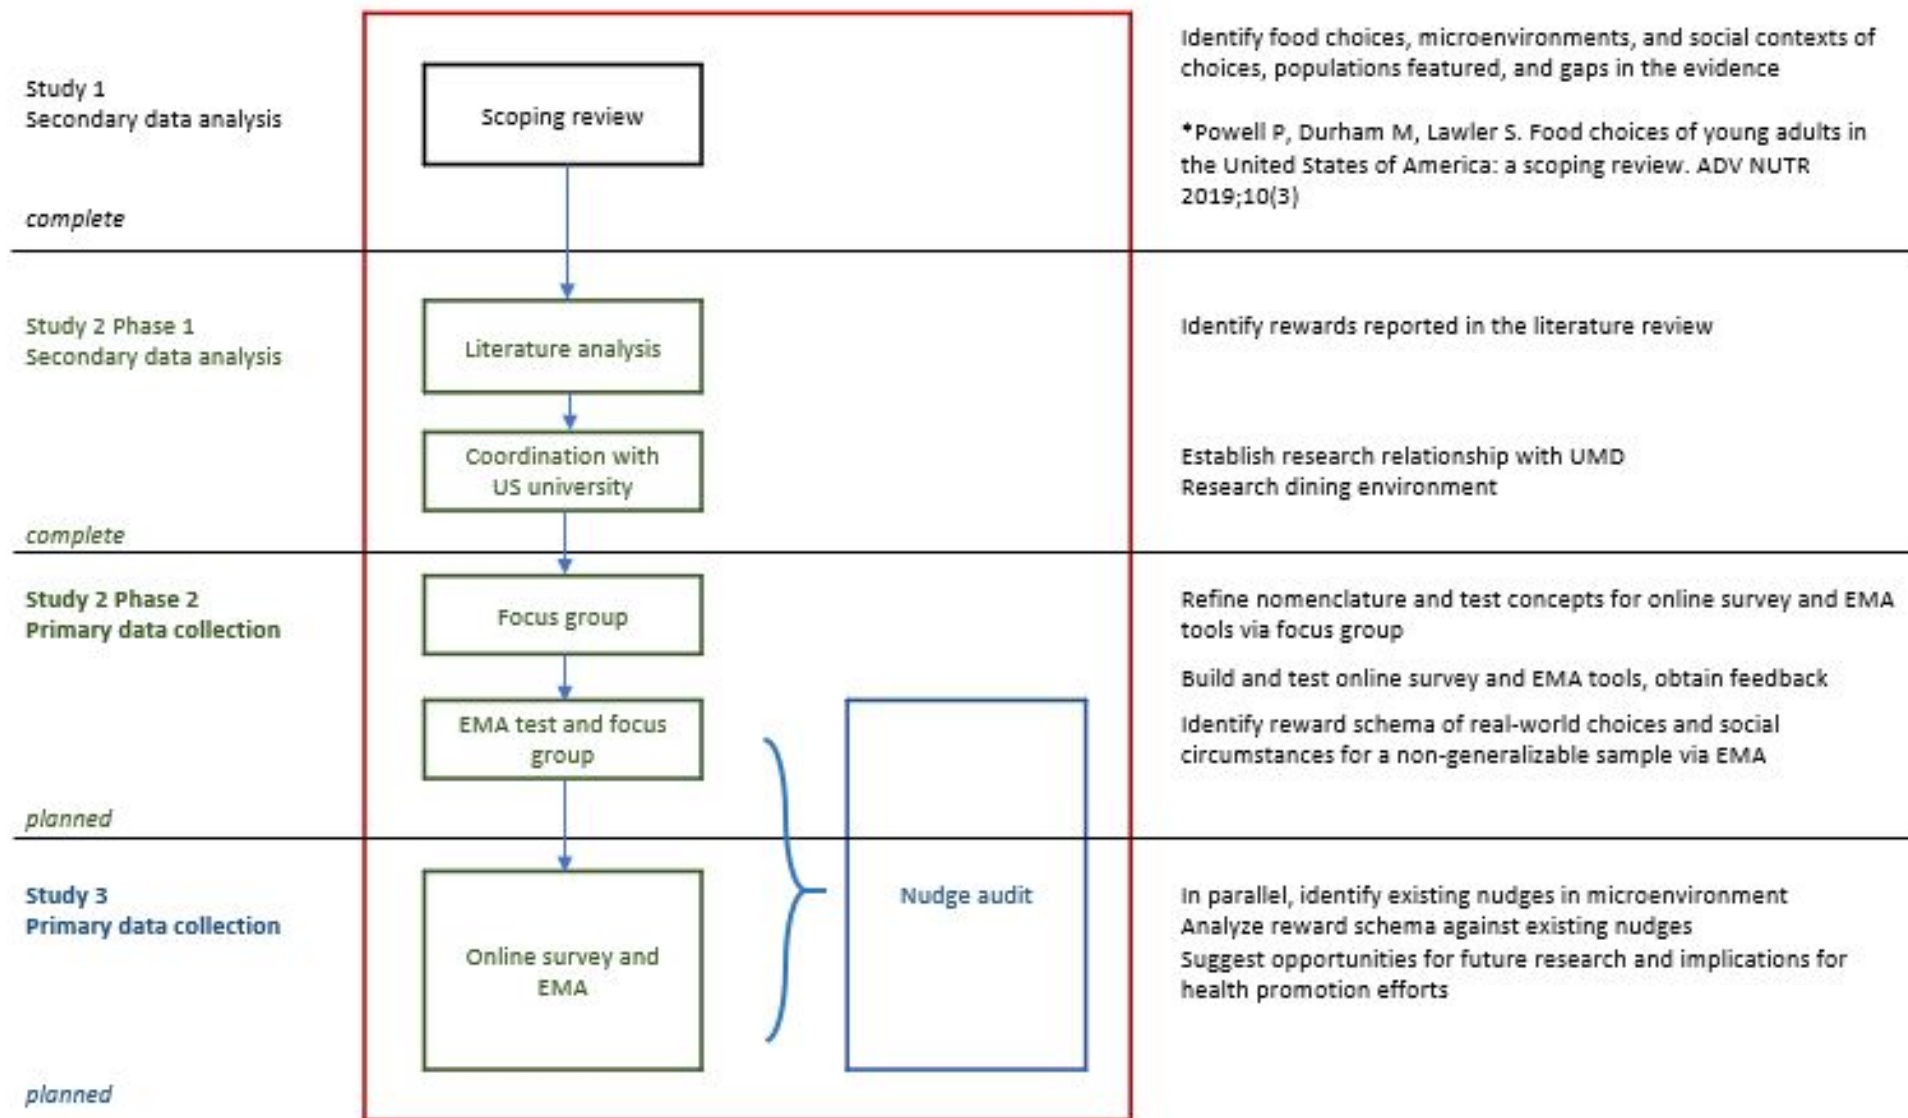 Study 1
Secondary data analysis
complete
Scoping review
Identify food choices, microenvironments, and social contexts of
choices, populations featured, and gaps in the evidence
*Powell P, Durham M, Lawler S. Food choices of young adults in
the United States of America: a scoping review. ADV NUTR
2019;10(3)
Study 2 Phase 1
Secondary data analysis
complete
Literature analysis
Coordination with
US university
Identify rewards reported in the literature review
Establish research relationship with UMD
Research dining environment
Study 2 Phase 2
Primary data collection
planned
Focus group
EMA test and focus
group
Refine nomenclature and test concepts for online survey and EMA
tools via focus group
Build and test online survey and EMA tools, obtain feedback
Identify reward schema of real-world choices and social
circumstances for a non-generalizable sample via EMA
Study 3
Primary data collection
planned
Online survey and
EMA
Nudge audit
In parallel, identify existing nudges in microenvironment
Analyze reward schema against existing nudges
Suggest opportunities for future research and implications for
health promotion efforts